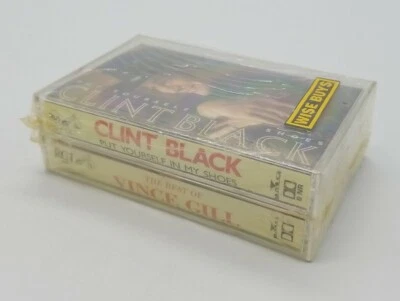 CLINT BLACK
WISE BUYS
CLINT BLACK
PUT YOURSELF IN MY SHOES
THE BEST OF
VINCE GILL